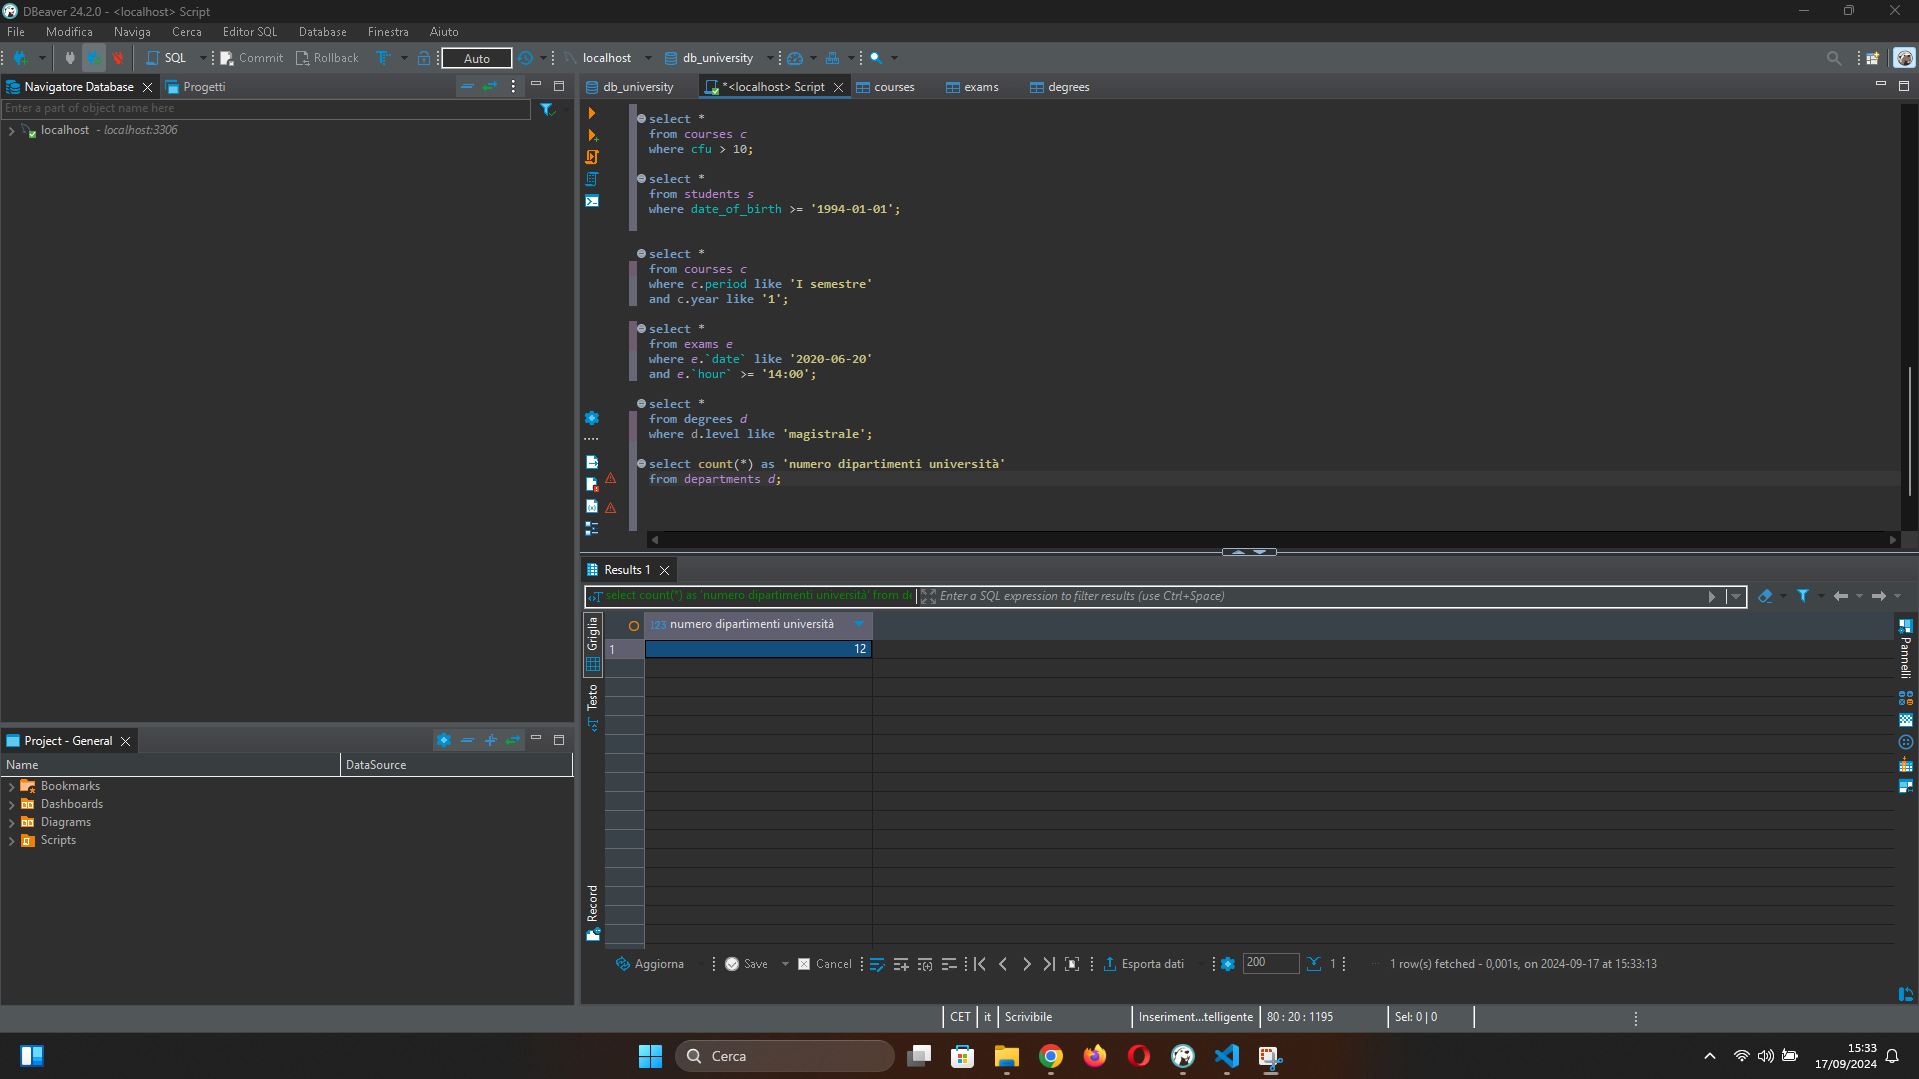 DBeaver 24.2.0 - <localhost> Script
File Modifica Naviga Cerca Editor SQL Database Finestra Aiuto
SQL Commit Rollback Auto localhost db_university
Navigatore Database Progetti
Enter a part of object name here
localhost - localhost:3306
db_university *<localhost> Script courses exams degrees
select *
from courses c
where cfu > 10;
select *
from students s
where date_of_birth >= '1994-01-01';
select *
from courses c
where c.period like 'I semestre'
and c.year like '1';
select *
from exams e
where e.`date` like '2020-06-20'
and e.`hour` >= '14:00';
select *
from degrees d
where d.level like 'magistrale';
select count(*) as 'numero dipartimenti università'
from departments d;
Results 1
select count(*) as 'numero dipartimenti università' from de
Enter a SQL expression to filter results (use Ctrl+Space)
Griglia
Testo
Record
123 numero dipartimenti università
1 12
Pannelli
Aggiorna Save Cancel Esporta dati 200 1 1 row(s) fetched - 0,001s, on 2024-09-17 at 15:33:13
Project - General
Name DataSource
Bookmarks
Dashboards
Diagrams
Scripts
CET it Scrivibile Inseriment...telligente 80 : 20 : 1195 Sel: 0 | 0
Cerca
15:33
17/09/2024